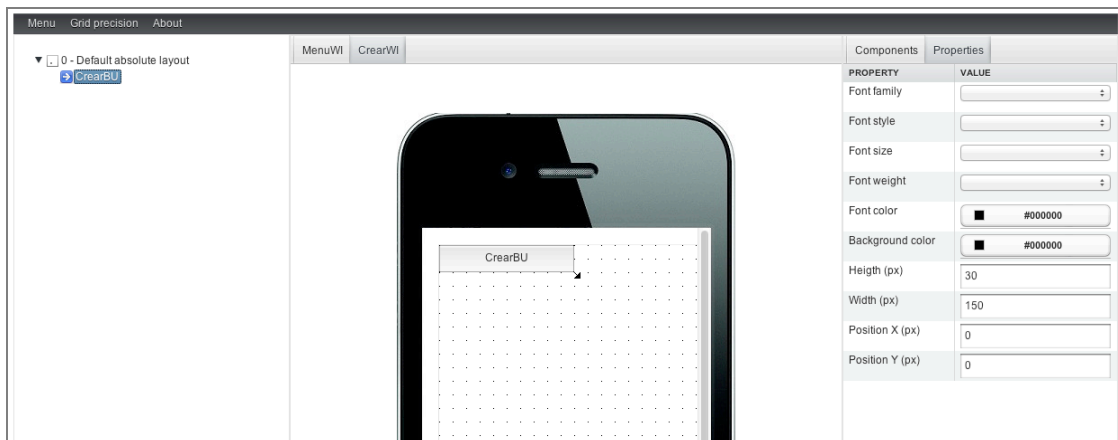 Menu Grid precision About
0 - Default absolute layout
CrearBU
MenuWI CrearWI
CrearBU
Components Properties
PROPERTY VALUE
Font family
Font style
Font size
Font weight
Font color #000000
Background color #000000
Heigth (px) 30
Width (px) 150
Position X (px) 0
Position Y (px) 0